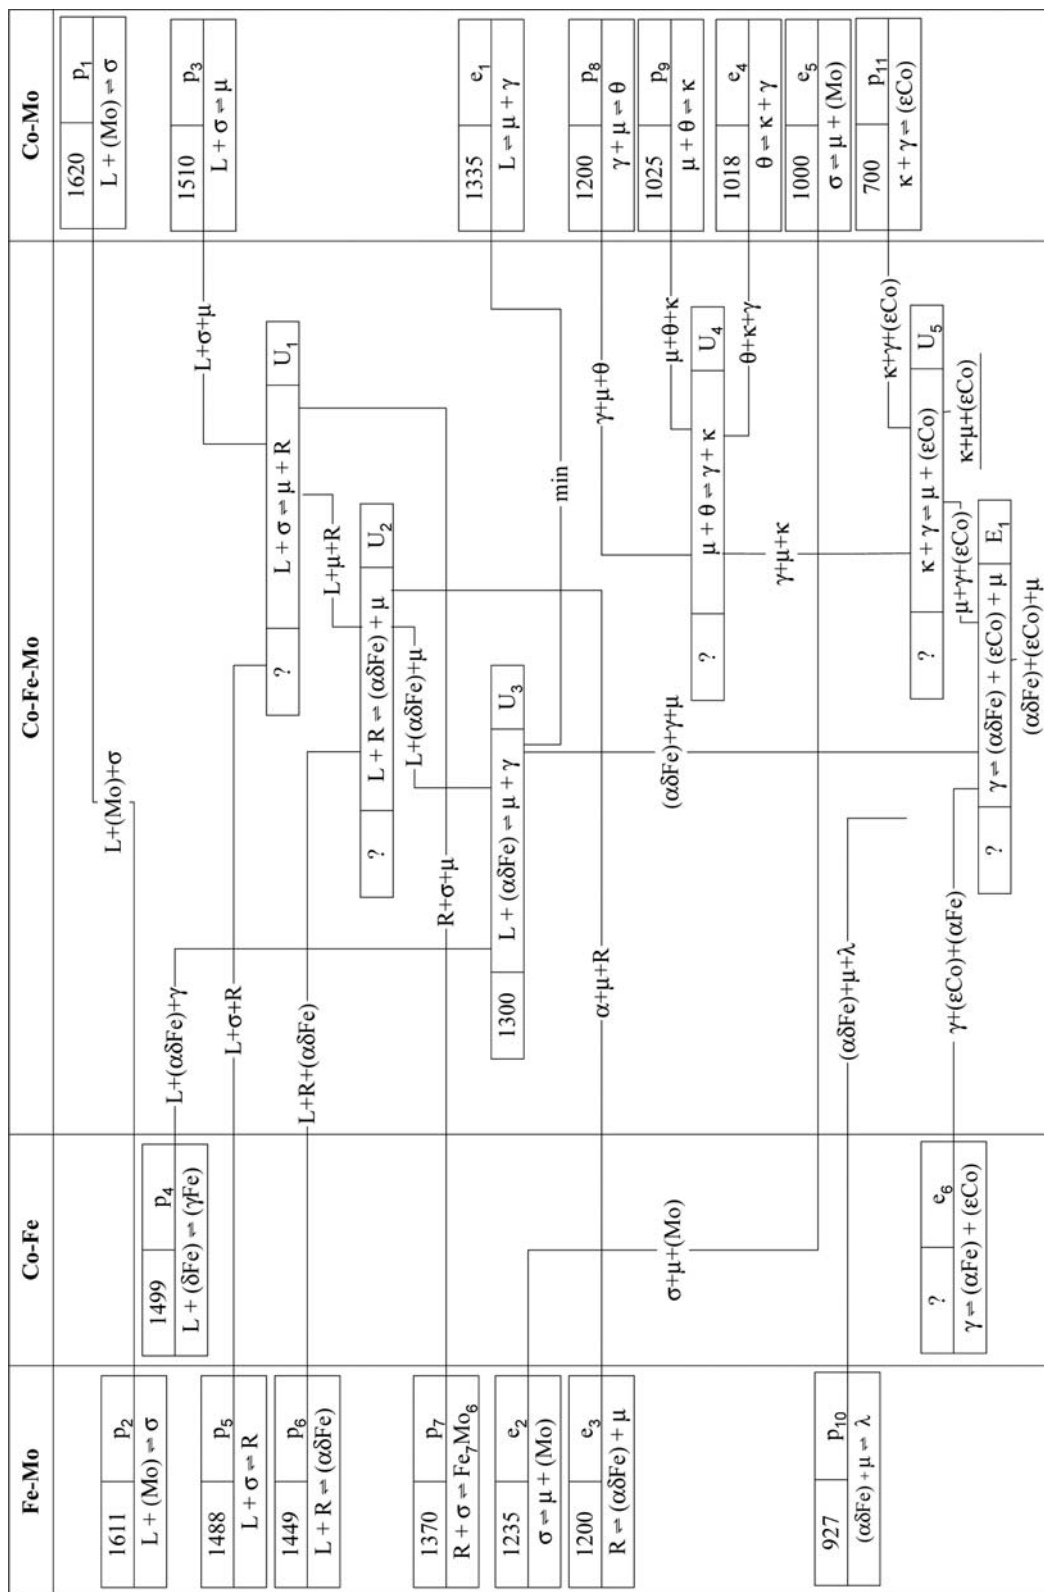 Fe-Mo
Co-Fe
Co-Fe-Mo
Co-Mo
1611 p₂
L + (Mo) ⇌ σ
1488 p₅
L + σ ⇌ R
1449 p₆
L + R ⇌ (αδFe)
1370 p₇
R + σ ⇌ Fe₇Mo₆
1235 e₂
σ ⇌ μ + (Mo)
1200 e₃
R ⇌ (αδFe) + μ
927 p₁₀
(αδFe) + μ ⇌ λ
1499 p₄
L + (δFe) ⇌ (γFe)
σ+μ+(Mo)
? e₆
γ ⇌ (αFe) + (εCo)
L+(Mo)+σ
L+(αδFe)+γ
L+σ+R
L+R+(αδFe)
L+σ+μ
? L + σ ⇌ μ + R U₁
L+μ+R
? L + R ⇌ (αδFe) + μ U₂
L+(αδFe)+μ
R+σ+μ
1300 L + (αδFe) ⇌ μ + γ U₃
min
α+μ+R
γ+μ+θ
(αδFe)+γ+μ
μ+θ+κ
? μ + θ ⇌ γ + κ U₄
θ+κ+γ
γ+μ+κ
(αδFe)+μ+λ
κ+γ+(εCo)
? κ + γ ⇌ μ + (εCo) U₅
μ+γ+(εCo)
κ+μ+(εCo)
γ+(εCo)+(αFe)
? γ ⇌ (αδFe) + (εCo) + μ E₁
(αδFe)+(εCo)+μ
1620 p₁
L + (Mo) ⇌ σ
1510 p₃
L + σ ⇌ μ
1335 e₁
L ⇌ μ + γ
1200 p₈
γ + μ ⇌ θ
1025 p₉
μ + θ ⇌ κ
1018 e₄
θ ⇌ κ + γ
1000 e₅
σ ⇌ μ + (Mo)
700 p₁₁
κ + γ ⇌ (εCo)